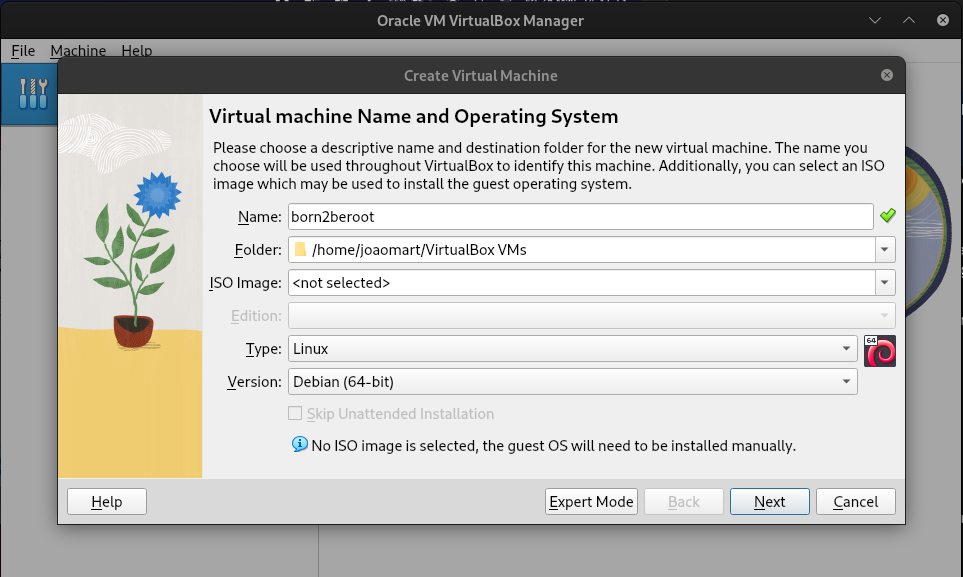 Oracle VM VirtualBox Manager
File Machine Help
Create Virtual Machine
Virtual machine Name and Operating System
Please choose a descriptive name and destination folder for the new virtual machine. The name you
choose will be used throughout VirtualBox to identify this machine. Additionally, you can select an ISO
image which may be used to install the guest operating system.
Name: born2beroot
Folder: /home/joaomart/VirtualBox VMs
ISO Image: <not selected>
Edition:
Type: Linux
64
Version: Debian (64-bit)
Skip Unattended Installation
No ISO image is selected, the guest OS will need to be installed manually.
Help Expert Mode Back Next Cancel